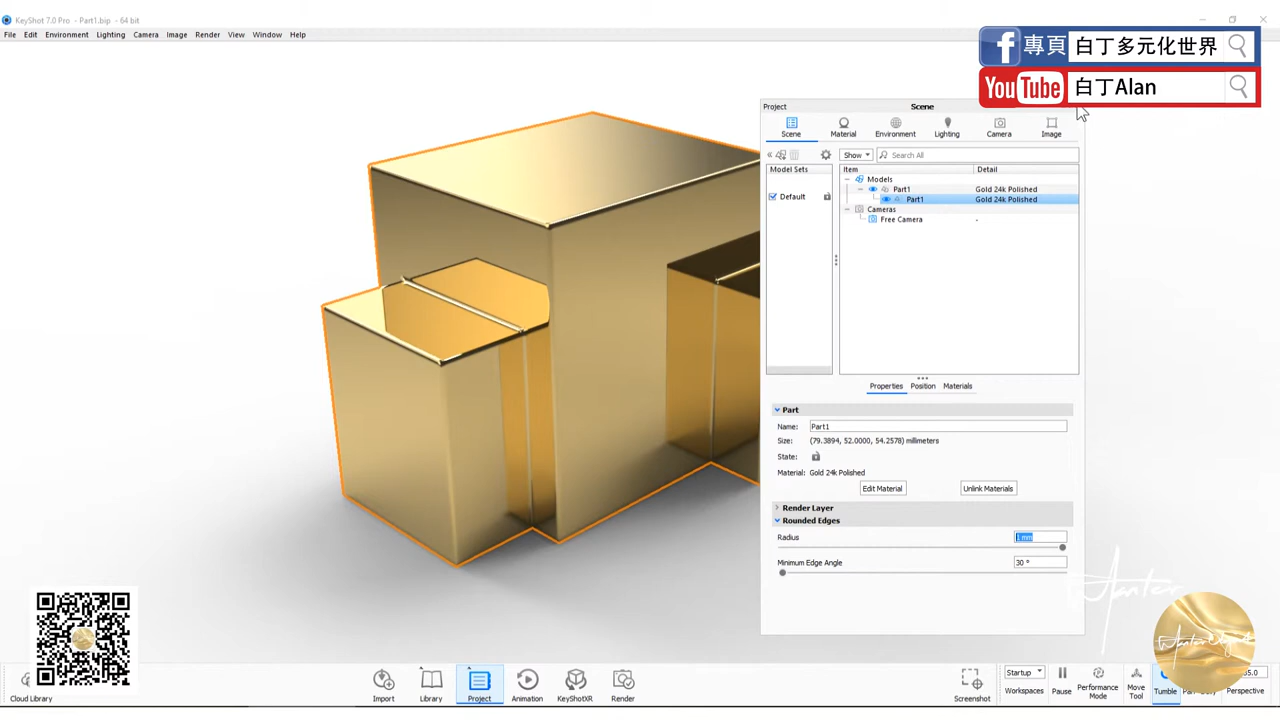 KeyShot 7.0 Pro - Part1.bip - 64 bit
File Edit Environment Lighting Camera Image Render View Window Help
專頁 白丁多元化世界
YouTube 白丁Alan
Project Scene
Scene Material Environment Lighting Camera Image
Show Search All
Model Sets Item Detail
Models
Part1 Gold 24k Polished
Default Part1 Gold 24k Polished
Cameras
Free Camera -
Properties Position Materials
Part
Name: Part1
Size: (79.3894, 52.0000, 54.2578) millimeters
State:
Material: Gold 24k Polished
Edit Material Unlink Materials
Render Layer
Rounded Edges
Radius 1 mm
Minimum Edge Angle 30 °
Cloud Library Import Library Project Animation KeyShotXR Render Screenshot
Startup
Workspaces Pause Performance Mode Move Tool Tumble Perspective